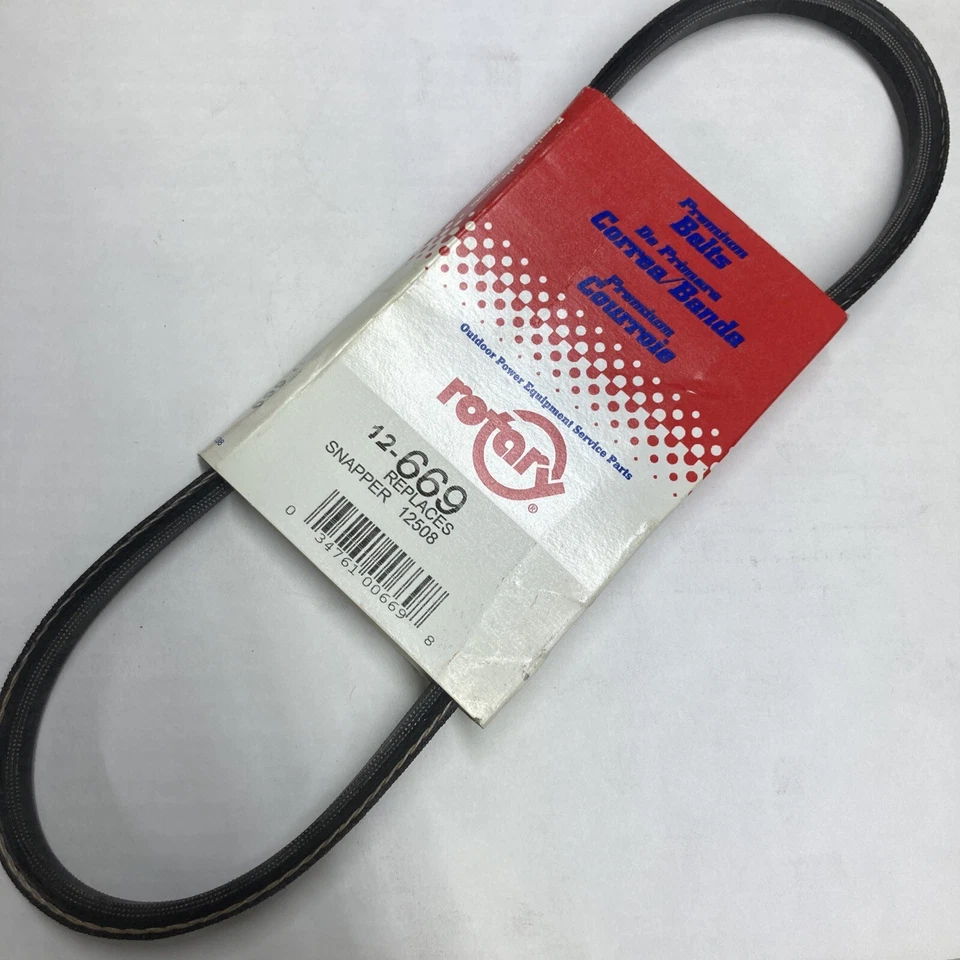 Premium
Belts
De Primera
Correa/Banda
Premium
Courroie
Outdoor Power Equipment Service Parts
rotary®
12-669
REPLACES
SNAPPER 12508
0 34761 00669 8